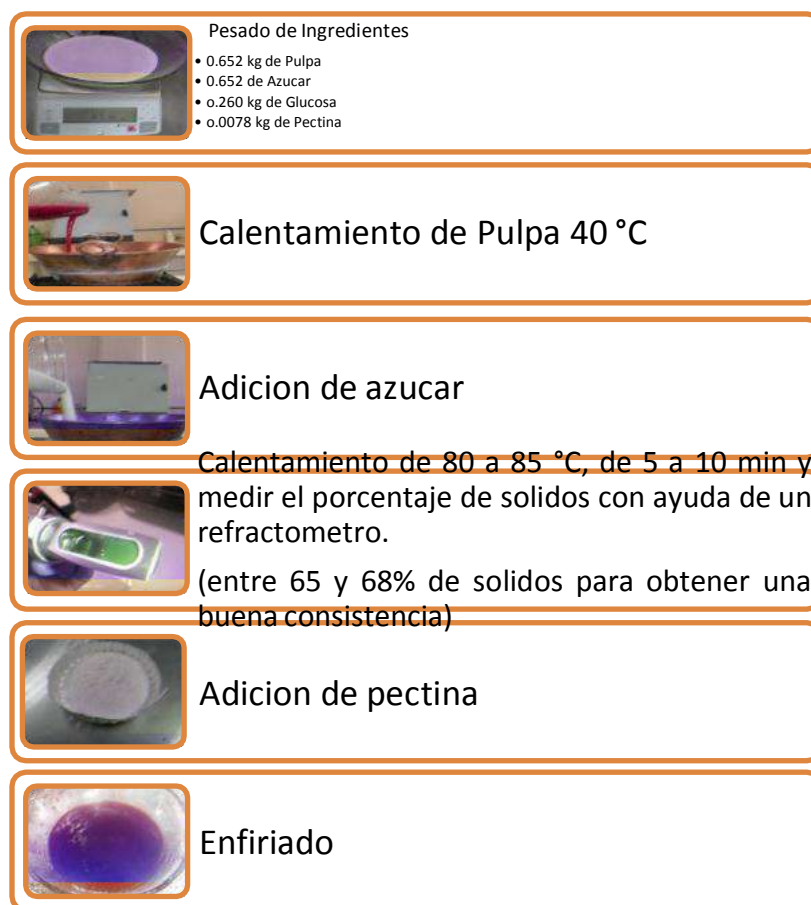 Pesado de Ingredientes
• 0.652 kg de Pulpa
• 0.652 de Azucar
• o.260 kg de Glucosa
• o.0078 kg de Pectina
Calentamiento de Pulpa 40 °C
Adicion de azucar
Calentamiento de 80 a 85 °C, de 5 a 10 min y
medir el porcentaje de solidos con ayuda de un
refractometro.
(entre 65 y 68% de solidos para obtener una
buena consistencia)
Adicion de pectina
Enfiriado